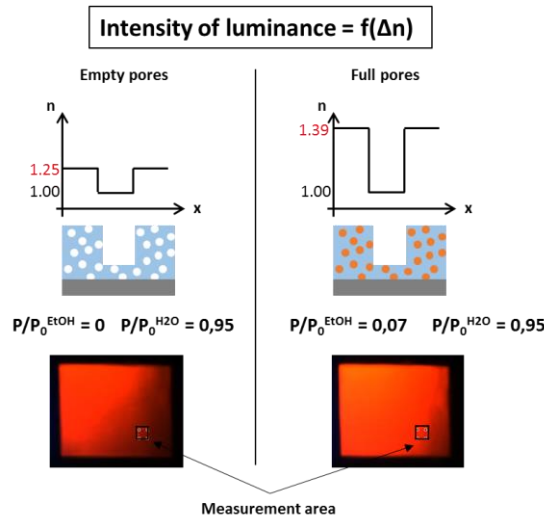 Intensity of luminance = f(Δn)
Empty pores
n
1.25
1.00
x
P/P₀ᴱᵗᴼᴴ = 0 P/P₀ᴴ²ᴼ = 0,95
Full pores
n
1.39
1.00
x
P/P₀ᴱᵗᴼᴴ = 0,07 P/P₀ᴴ²ᴼ = 0,95
Measurement area